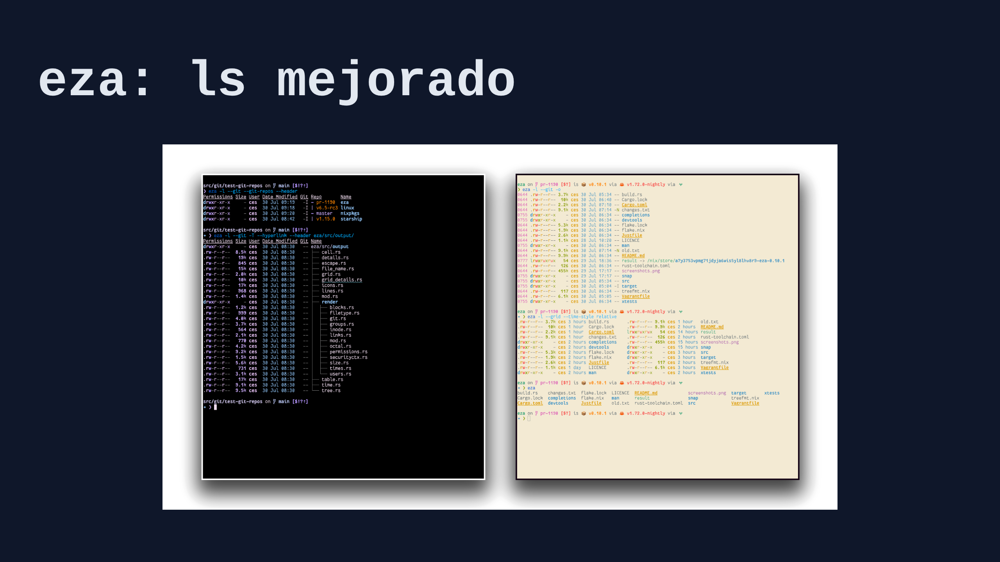 eza: ls mejorado
src/git/test-git-repos on main [$!?↑]
❯ eza -l --git --git-repos --header
Permissions Size User Date Modified Git Repo Name
drwxr-xr-x - ces 30 Jul 09:19 -I - pr-1190 eza
drwxr-xr-x - ces 30 Jul 09:18 -I | v6.5-rc3 linux
drwxr-xr-x - ces 30 Jul 09:20 -I - master nixpkgs
drwxr-xr-x - ces 30 Jul 08:42 -I | v1.15.0 starship
src/git/test-git-repos on main [$!?↑]
✦ ❯ eza -l --git -T --hyperlink --header eza/src/output/
Permissions Size User Date Modified Git Name
drwxr-xr-x - ces 30 Jul 08:30 -- eza/src/output
.rw-r--r-- 8.5k ces 30 Jul 08:30 -- ├── cell.rs
.rw-r--r-- 19k ces 30 Jul 08:30 -- ├── details.rs
.rw-r--r-- 845 ces 30 Jul 08:30 -- ├── escape.rs
.rw-r--r-- 15k ces 30 Jul 08:30 -- ├── file_name.rs
.rw-r--r-- 2.0k ces 30 Jul 08:30 -- ├── grid.rs
.rw-r--r-- 10k ces 30 Jul 08:30 -- ├── grid_details.rs
.rw-r--r-- 17k ces 30 Jul 08:30 -- ├── icons.rs
.rw-r--r-- 968 ces 30 Jul 08:30 -- ├── lines.rs
.rw-r--r-- 1.4k ces 30 Jul 08:30 -- ├── mod.rs
drwxr-xr-x - ces 30 Jul 08:30 -- ├── render
.rw-r--r-- 1.2k ces 30 Jul 08:30 -- │ ├── blocks.rs
.rw-r--r-- 999 ces 30 Jul 08:30 -- │ ├── filetype.rs
.rw-r--r-- 4.0k ces 30 Jul 08:30 -- │ ├── git.rs
.rw-r--r-- 3.7k ces 30 Jul 08:30 -- │ ├── groups.rs
.rw-r--r-- 564 ces 30 Jul 08:30 -- │ ├── inode.rs
.rw-r--r-- 2.1k ces 30 Jul 08:30 -- │ ├── links.rs
.rw-r--r-- 770 ces 30 Jul 08:30 -- │ ├── mod.rs
.rw-r--r-- 4.2k ces 30 Jul 08:30 -- │ ├── octal.rs
.rw-r--r-- 9.2k ces 30 Jul 08:30 -- │ ├── permissions.rs
.rw-r--r-- 1.5k ces 30 Jul 08:30 -- │ ├── securityctx.rs
.rw-r--r-- 5.6k ces 30 Jul 08:30 -- │ ├── size.rs
.rw-r--r-- 731 ces 30 Jul 08:30 -- │ ├── times.rs
.rw-r--r-- 3.1k ces 30 Jul 08:30 -- │ └── users.rs
.rw-r--r-- 17k ces 30 Jul 08:30 -- ├── table.rs
.rw-r--r-- 9.1k ces 30 Jul 08:30 -- ├── time.rs
.rw-r--r-- 9.5k ces 30 Jul 08:30 -- └── tree.rs
src/git/test-git-repos on main [$!?↑]
✦ ❯
eza on pr-1190 [$?] is 📦 v0.10.1 via 🦀 v1.72.0-nightly via
❯ eza -l --git -o
0644 .rw-r--r-- 3.7k ces 30 Jul 05:34 -- build.rs
0644 .rw-r--r-- 10k ces 30 Jul 06:40 -- Cargo.lock
0644 .rw-r--r-- 2.2k ces 30 Jul 07:10 -- Cargo.toml
0644 .rw-r--r-- 9.1k ces 30 Jul 07:14 -N changes.txt
0755 drwxr-xr-x - ces 30 Jul 06:34 -- completions
0755 drwxr-xr-x - ces 30 Jul 06:34 -- devtools
0644 .rw-r--r-- 5.3k ces 30 Jul 06:34 -- flake.lock
0644 .rw-r--r-- 1.9k ces 30 Jul 06:34 -- flake.nix
0644 .rw-r--r-- 2.6k ces 30 Jul 06:34 -- Justfile
0644 .rw-r--r-- 1.1k ces 28 Jul 10:20 -- LICENCE
0755 drwxr-xr-x - ces 30 Jul 06:34 -- man
0644 .rw-r--r-- 9.1k ces 30 Jul 07:14 -N old.txt
0644 .rw-r--r-- 9.9k ces 30 Jul 06:34 -- README.md
0777 lrwxrwxrwx 54 ces 29 Jul 18:36 -- result -> /nix/store/a7y3753vpmg71jdyja6wis5yl8lhv8r9-eza-0.10.1
0644 .rw-r--r-- 126 ces 30 Jul 06:34 -- rust-toolchain.toml
0644 .rw-r--r-- 455k ces 29 Jul 17:17 -- screenshots.png
0755 drwxr-xr-x - ces 29 Jul 17:17 -- snap
0755 drwxr-xr-x - ces 30 Jul 05:34 -- src
0755 drwxr-xr-x - ces 30 Jul 05:04 -I target
0644 .rw-r--r-- 117 ces 30 Jul 06:34 -- treefmt.nix
0644 .rw-r--r-- 6.1k ces 30 Jul 05:05 -- Vagrantfile
0755 drwxr-xr-x - ces 30 Jul 06:34 -- xtests
eza on pr-1190 [$?] is 📦 v0.10.1 via 🦀 v1.72.0-nightly via
✦ ❯ eza -l --grid --time-style relative
.rw-r--r-- 3.7k ces 3 hours build.rs .rw-r--r-- 9.1k ces 1 hour old.txt
.rw-r--r-- 10k ces 1 hour Cargo.lock .rw-r--r-- 9.9k ces 2 hours README.md
.rw-r--r-- 2.2k ces 1 hour Cargo.toml lrwxrwxrwx 54 ces 14 hours result
.rw-r--r-- 9.1k ces 1 hour changes.txt .rw-r--r-- 126 ces 2 hours rust-toolchain.toml
drwxr-xr-x - ces 2 hours completions .rw-r--r-- 455k ces 15 hours screenshots.png
drwxr-xr-x - ces 2 hours devtools drwxr-xr-x - ces 15 hours snap
.rw-r--r-- 5.3k ces 2 hours flake.lock drwxr-xr-x - ces 3 hours src
.rw-r--r-- 1.9k ces 2 hours flake.nix drwxr-xr-x - ces 3 hours target
.rw-r--r-- 2.6k ces 2 hours Justfile .rw-r--r-- 117 ces 2 hours treefmt.nix
.rw-r--r-- 1.1k ces 1 day LICENCE .rw-r--r-- 6.1k ces 3 hours Vagrantfile
drwxr-xr-x - ces 2 hours man drwxr-xr-x - ces 2 hours xtests
eza on pr-1190 [$?] is 📦 v0.10.1 via 🦀 v1.72.0-nightly via
✦ ❯ eza
build.rs changes.txt flake.lock LICENCE README.md screenshots.png target xtests
Cargo.lock completions flake.nix man result snap treefmt.nix
Cargo.toml devtools Justfile old.txt rust-toolchain.toml src Vagrantfile
eza on pr-1190 [$?] is 📦 v0.10.1 via 🦀 v1.72.0-nightly via
✦ ❯